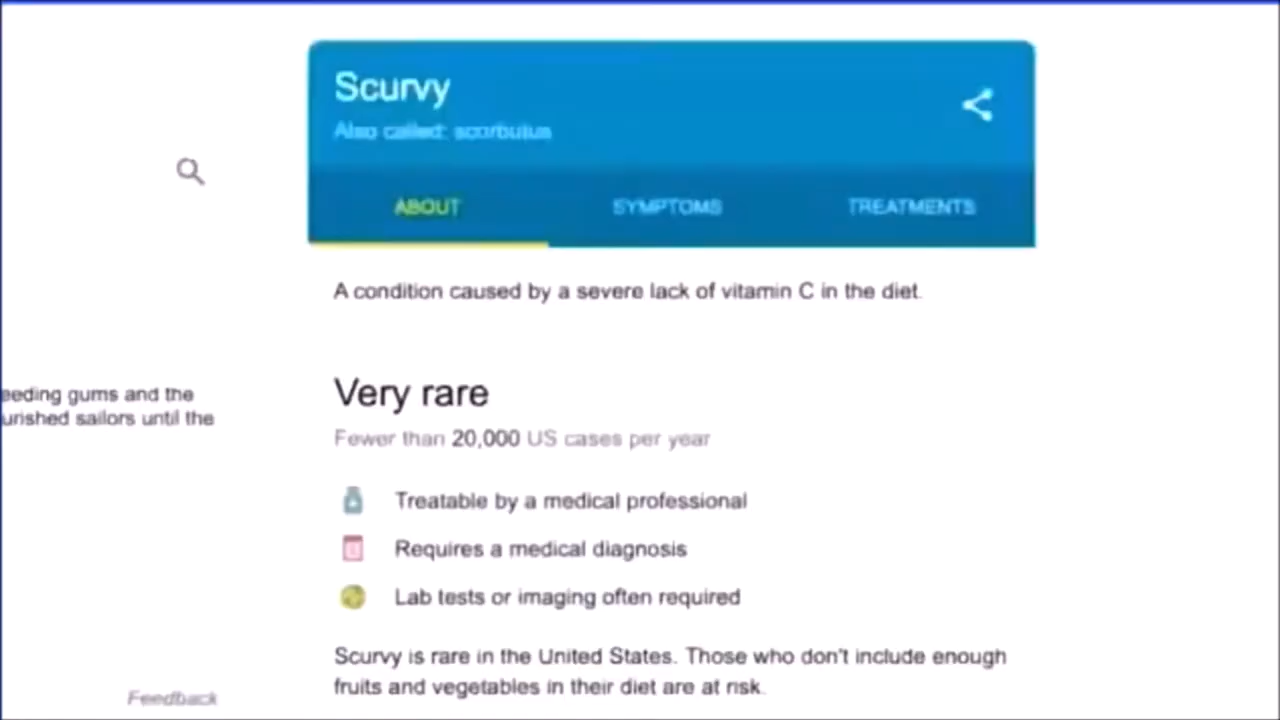 Scurvy
Also called: scorbutus
ABOUT SYMPTOMS TREATMENTS
A condition caused by a severe lack of vitamin C in the diet.
eeding gums and the
urished sailors until the
Very rare
Fewer than 20,000 US cases per year
Treatable by a medical professional
Requires a medical diagnosis
Lab tests or imaging often required
Scurvy is rare in the United States. Those who don't include enough
fruits and vegetables in their diet are at risk.
Feedback